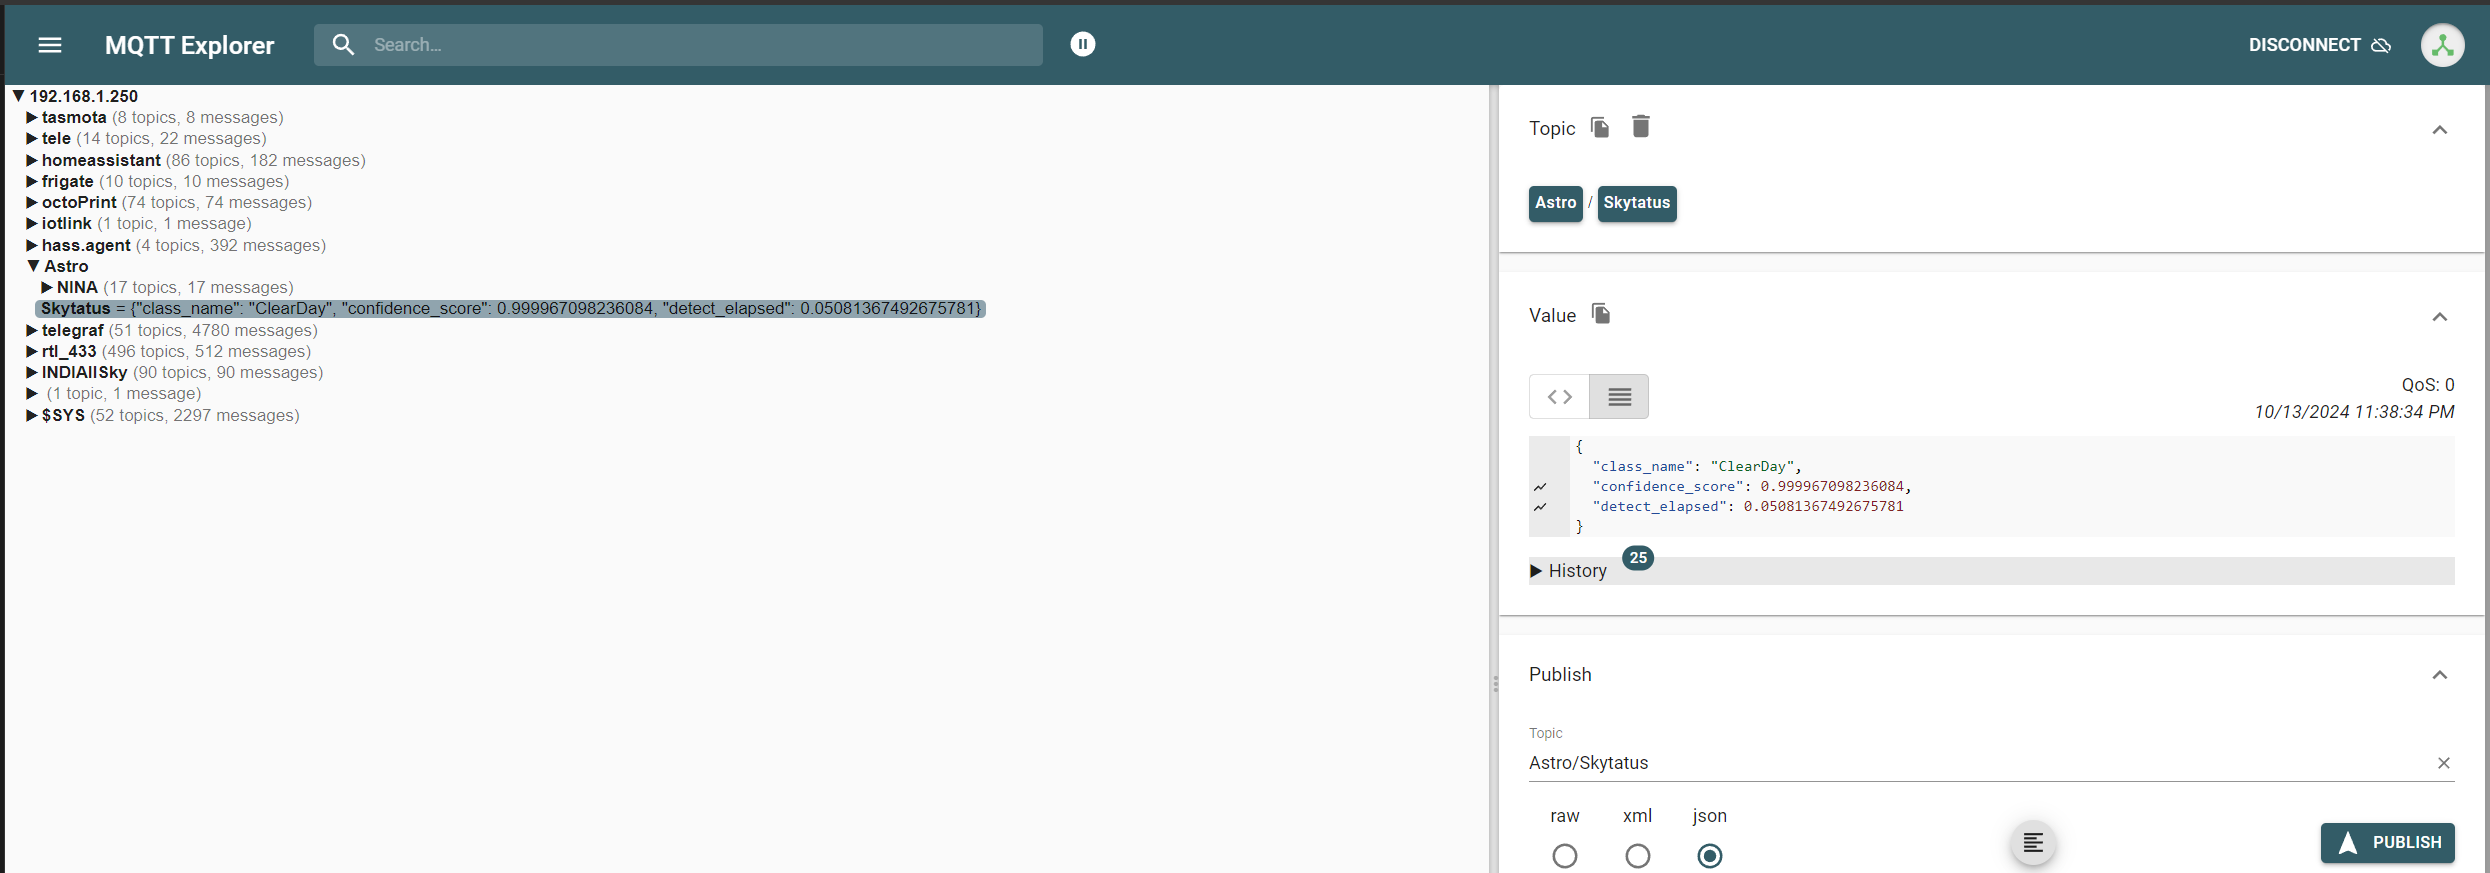 MQTT Explorer
Search...
DISCONNECT
▼ 192.168.1.250
▶ tasmota (8 topics, 8 messages)
▶ tele (14 topics, 22 messages)
▶ homeassistant (86 topics, 182 messages)
▶ frigate (10 topics, 10 messages)
▶ octoPrint (74 topics, 74 messages)
▶ iotlink (1 topic, 1 message)
▶ hass.agent (4 topics, 392 messages)
▼ Astro
▶ NINA (17 topics, 17 messages)
Skytatus = {"class_name": "ClearDay", "confidence_score": 0.999967098236084, "detect_elapsed": 0.05081367492675781}
▶ telegraf (51 topics, 4780 messages)
▶ rtl_433 (496 topics, 512 messages)
▶ INDIAllSky (90 topics, 90 messages)
▶ (1 topic, 1 message)
▶ $SYS (52 topics, 2297 messages)
Topic
Astro / Skytatus
Value
QoS: 0
10/13/2024 11:38:34 PM
{
"class_name": "ClearDay",
"confidence_score": 0.999967098236084,
"detect_elapsed": 0.05081367492675781
}
▶ History 25
Publish
Topic
Astro/Skytatus
raw xml json
PUBLISH